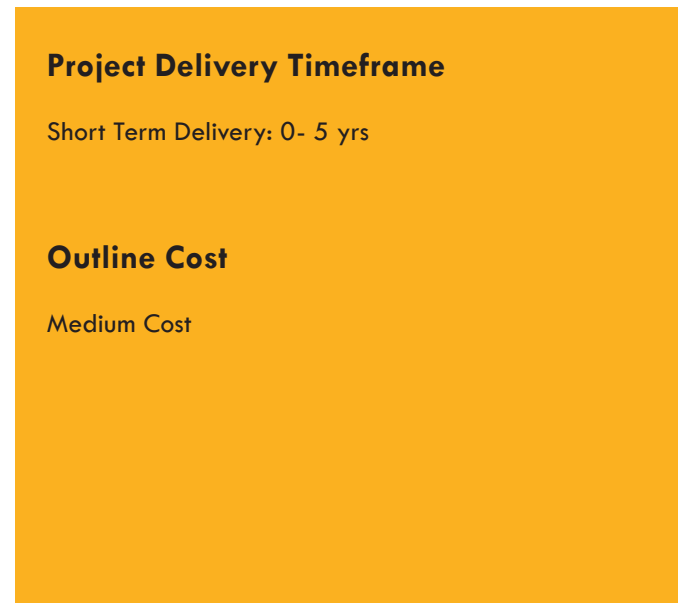 Project Delivery Timeframe
Short Term Delivery: 0- 5 yrs
Outline Cost
Medium Cost